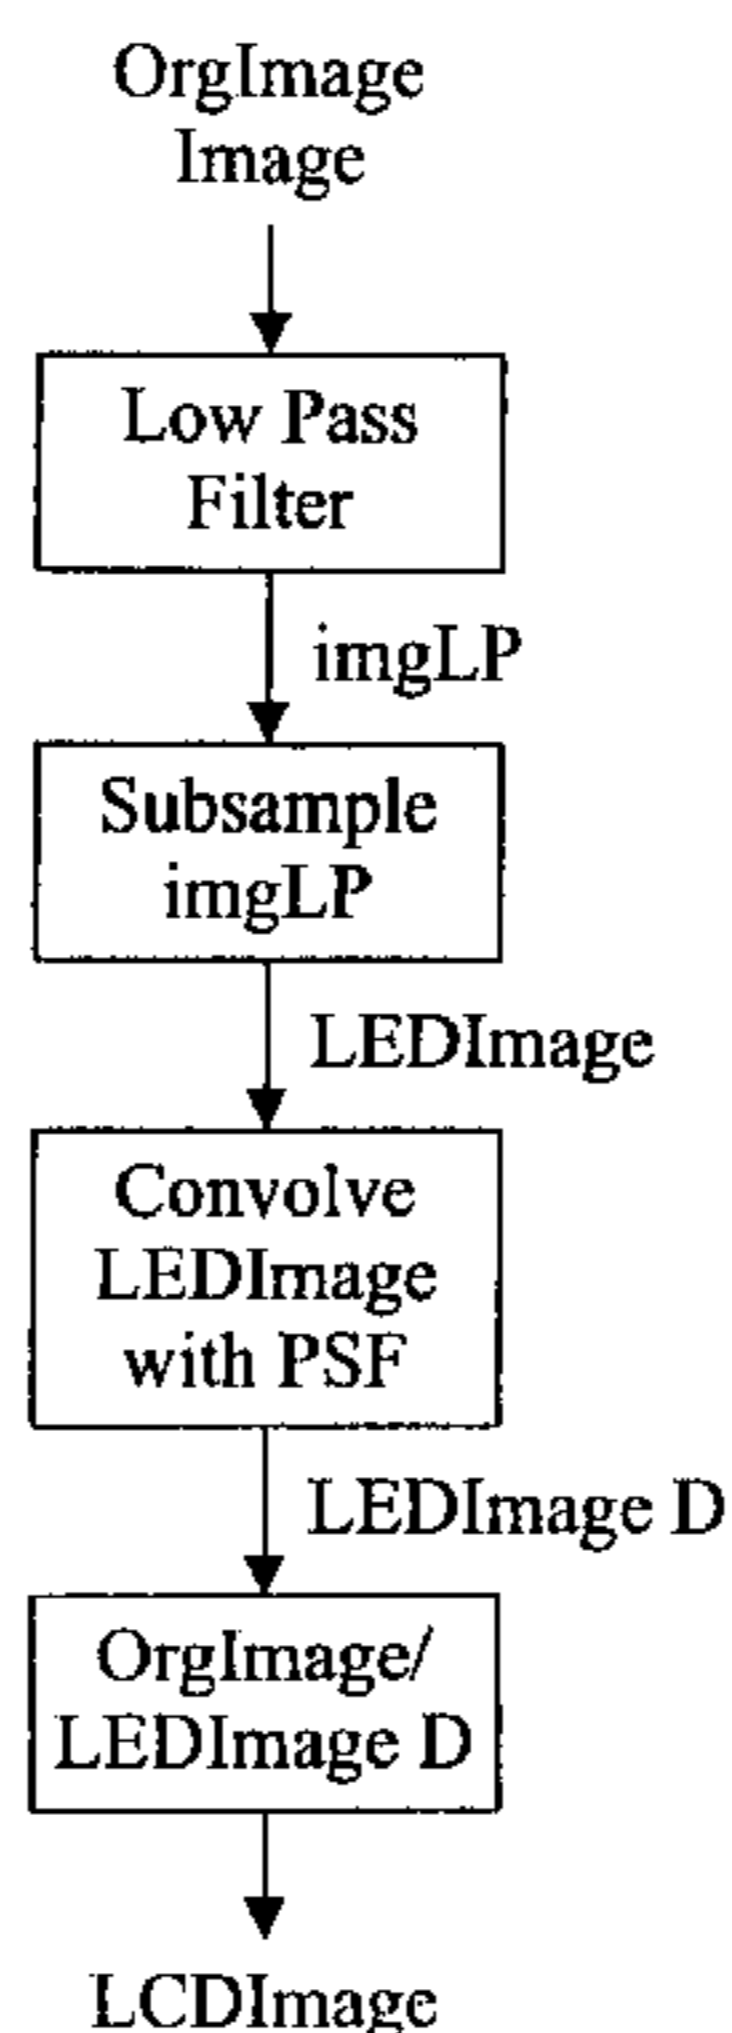 OrgImage
Image
Low Pass
Filter
imgLP
Subsample
imgLP
LEDImage
Convolve
LEDImage
with PSF
LEDImage D
OrgImage/
LEDImage D
LCDImage